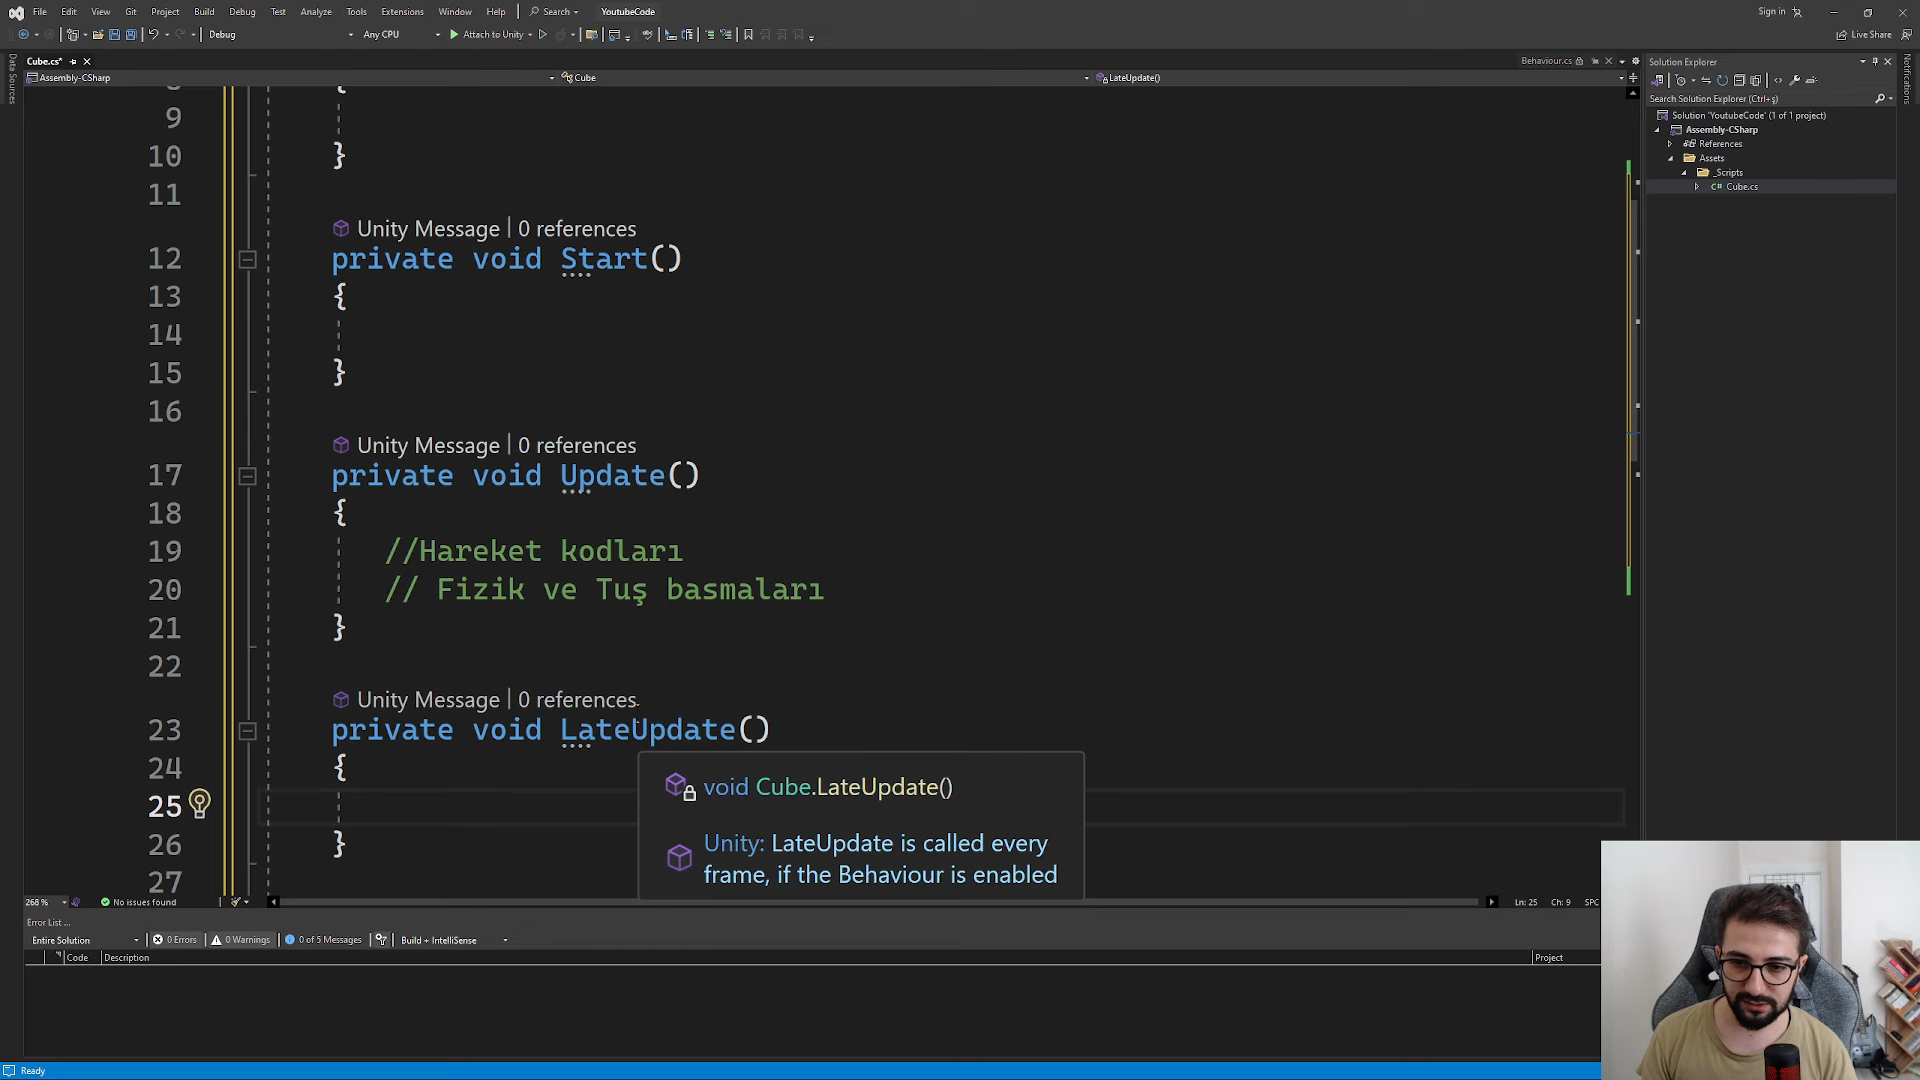 File Edit View Git Project Build Debug Test Analyze Tools Extensions Window Help Search YoutubeCode Sign in
Debug Any CPU Attach to Unity Live Share
Cube.cs* Behaviour.cs
Assembly-CSharp Cube LateUpdate()
Data Sources
9
10 }
11
Unity Message | 0 references
12 private void Start()
13 {
14
15 }
16
Unity Message | 0 references
17 private void Update()
18 {
19 //Hareket kodları
20 // Fizik ve Tuş basmaları
21 }
22
Unity Message | 0 references
23 private void LateUpdate()
24 {
25
26 }
27
void Cube.LateUpdate()
Unity: LateUpdate is called every
frame, if the Behaviour is enabled
268 % No issues found Ln: 25 Ch: 9 SPC
Error List ...
Entire Solution 0 Errors 0 Warnings 0 of 5 Messages Build + IntelliSense
Code Description Project
Ready
Solution Explorer
Search Solution Explorer (Ctrl+ş)
Solution 'YoutubeCode' (1 of 1 project)
Assembly-CSharp
References
Assets
_Scripts
C# Cube.cs
Notifications